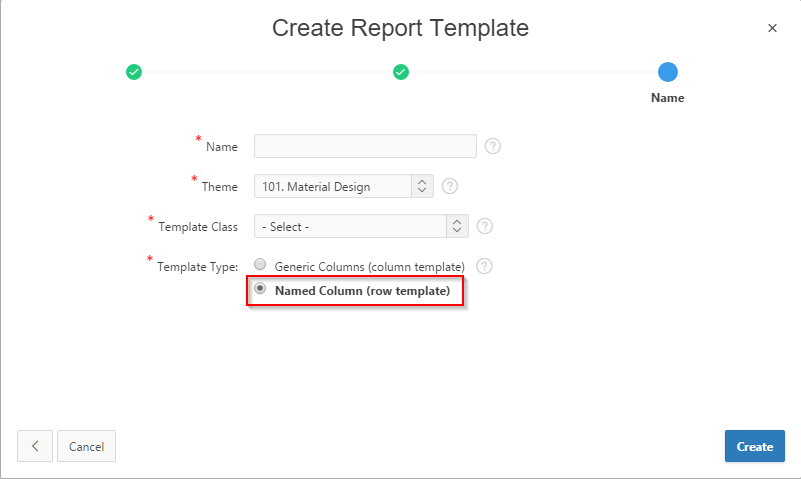 Create Report Template
×
Name
* Name
?
* Theme
101. Material Design
?
* Template Class
- Select -
?
* Template Type:
Generic Columns (column template)
?
Named Column (row template)
Cancel
Create